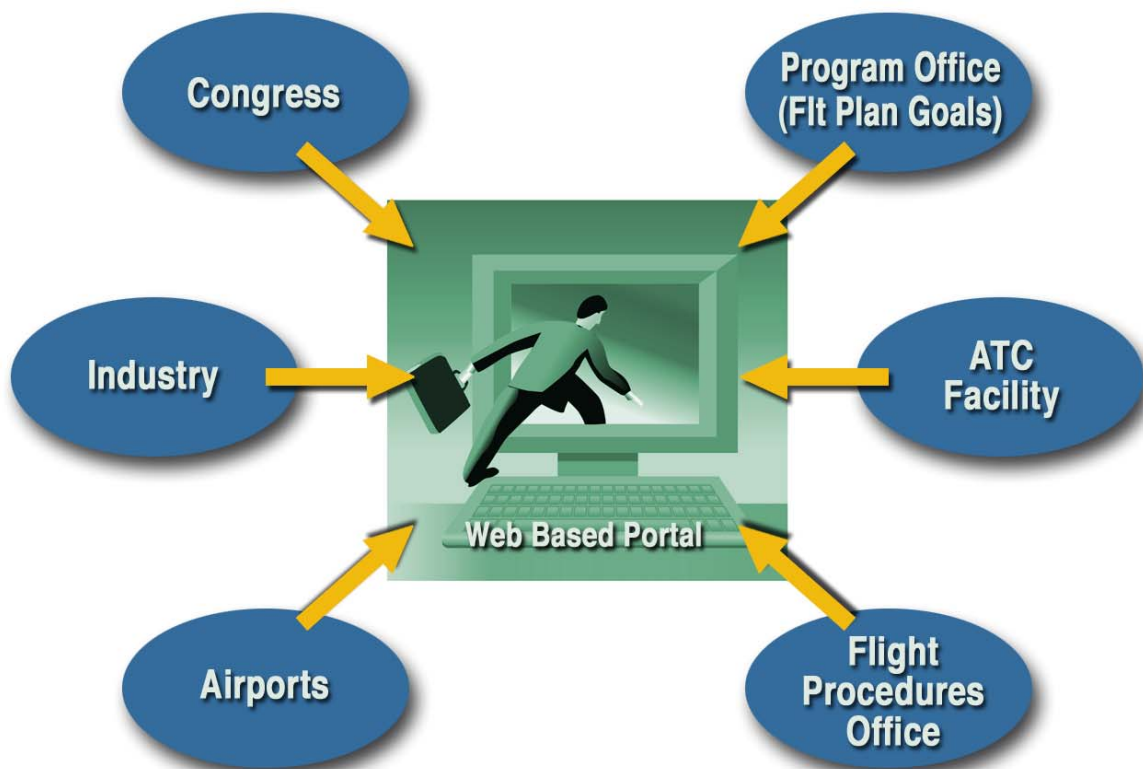 Congress
Program Office
(Flt Plan Goals)
Industry
ATC
Facility
Web Based Portal
Airports
Flight
Procedures
Office